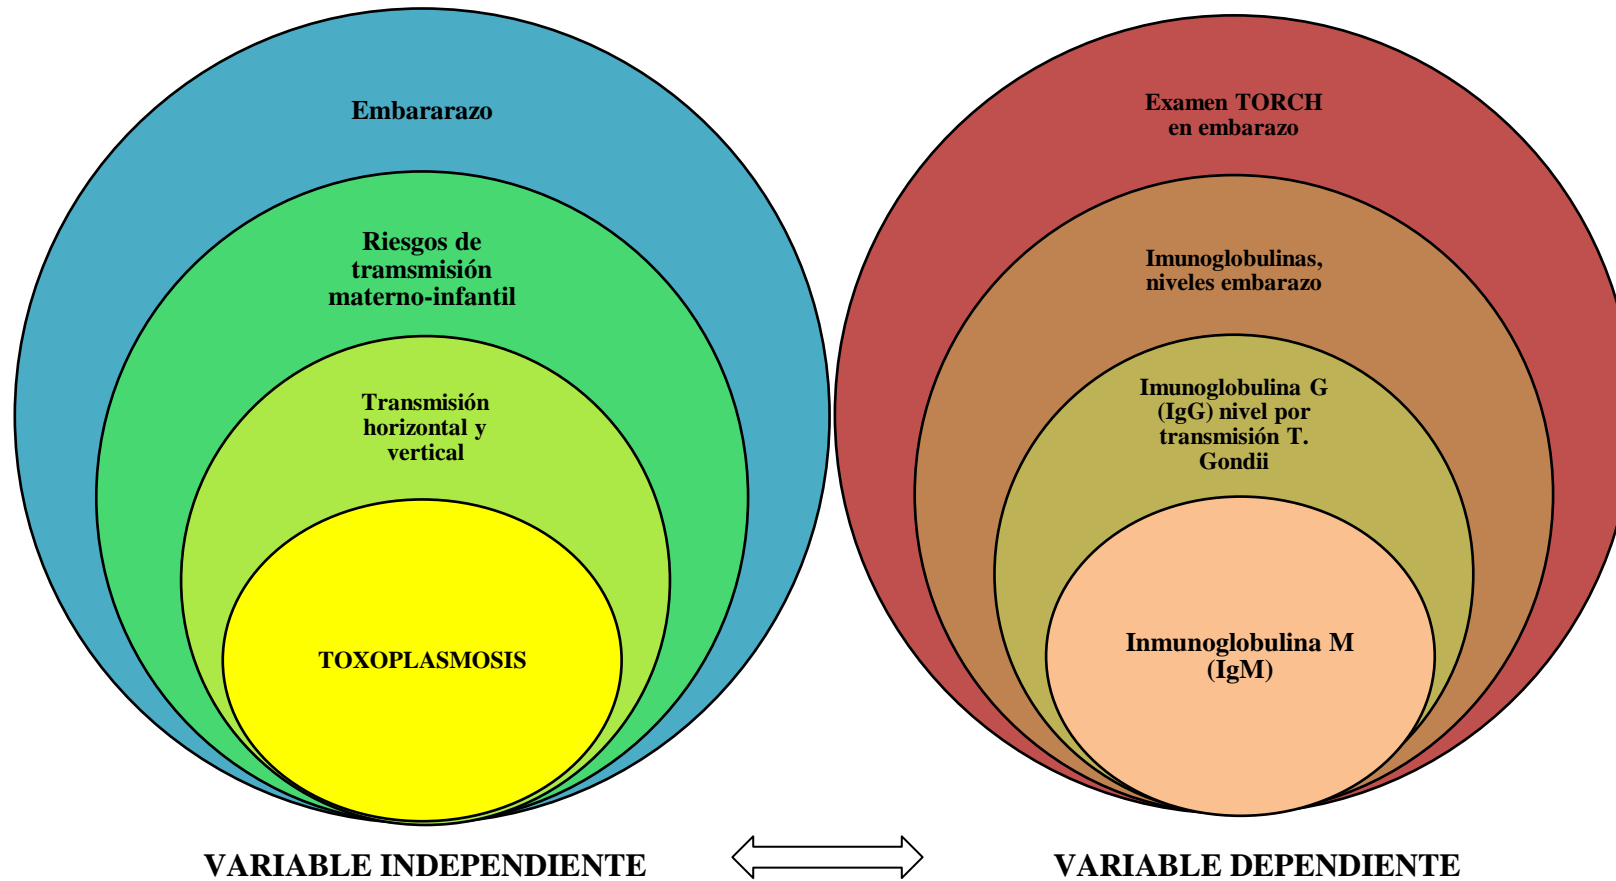 Embararazo
Riesgos de
tramsmisión
materno-infantil
Transmisión
horizontal y
vertical
TOXOPLASMOSIS
Examen TORCH
en embarazo
Imunoglobulinas,
niveles embarazo
Imunoglobulina G
(IgG) nivel por
transmisión T.
Gondii
Inmunoglobulina M
(IgM)
VARIABLE INDEPENDIENTE
VARIABLE DEPENDIENTE